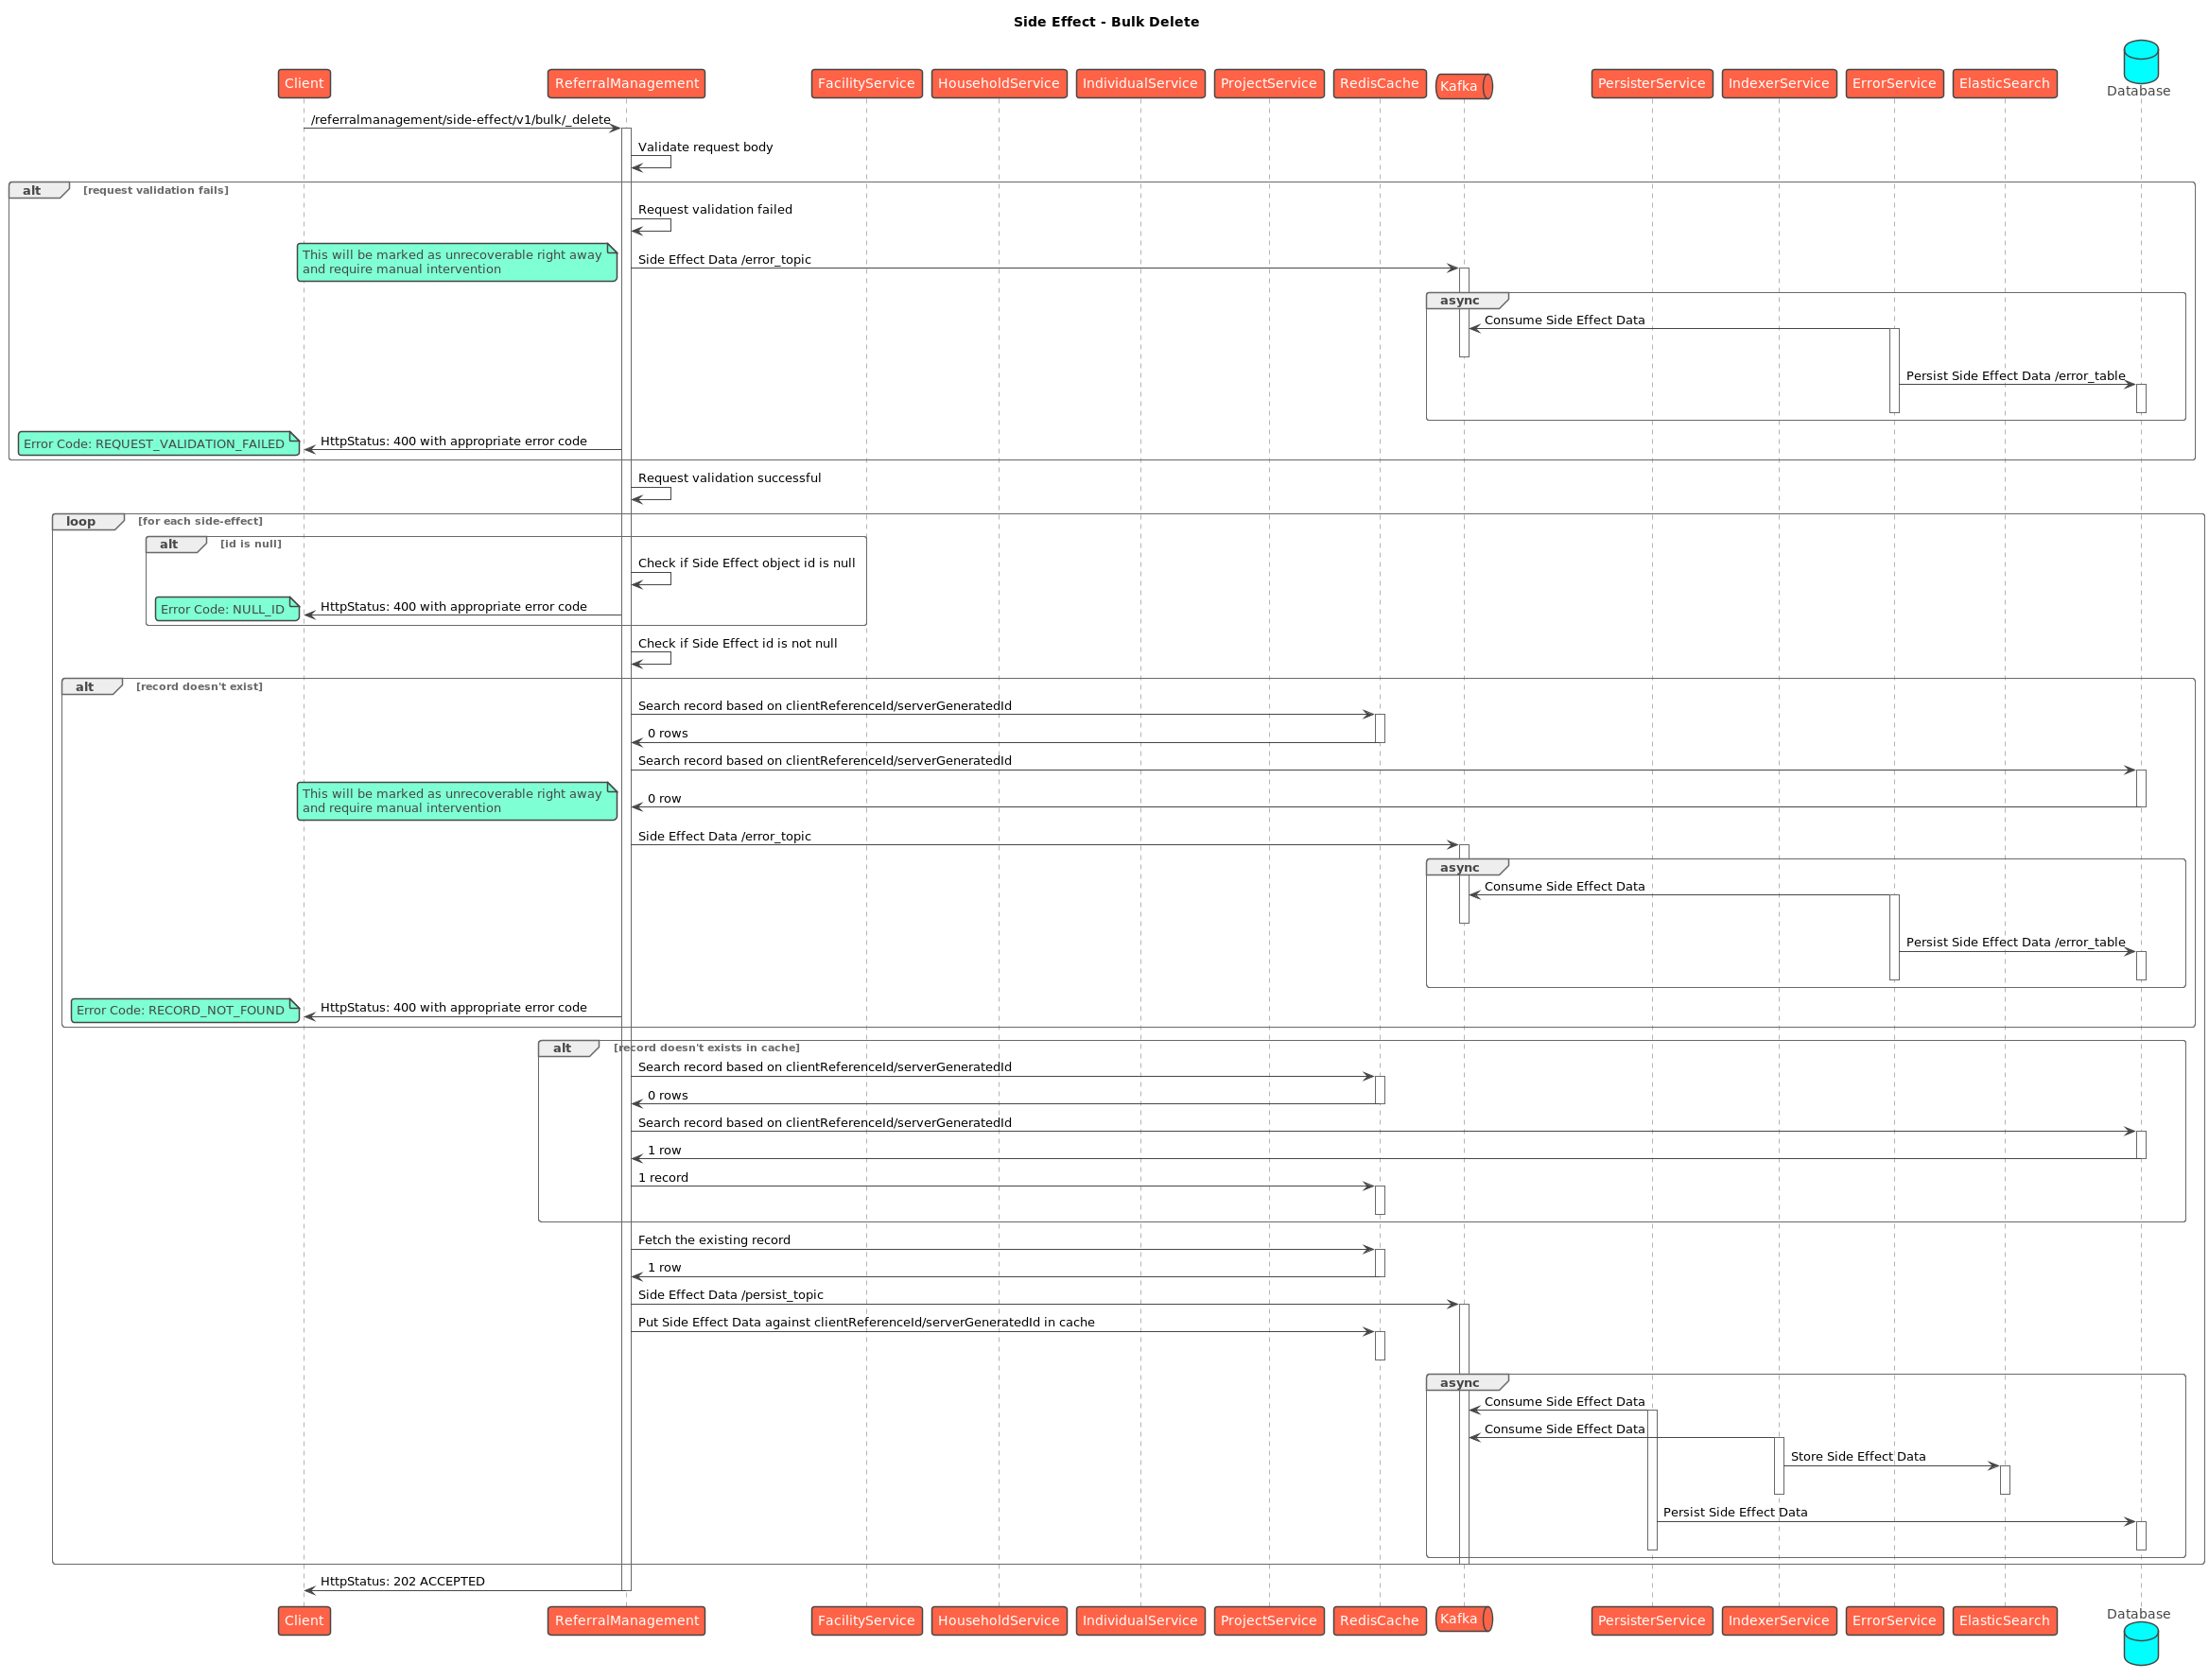 Side Effect - Bulk Delete
Client
ReferralManagement
FacilityService
HouseholdService
IndividualService
ProjectService
RedisCache
Kafka
PersisterService
IndexerService
ErrorService
ElasticSearch
Database
/referralmanagement/side-effect/v1/bulk/_delete
Validate request body
alt
[request validation fails]
Request validation failed
This will be marked as unrecoverable right away
and require manual intervention
Side Effect Data /error_topic
async
Consume Side Effect Data
Persist Side Effect Data /error_table
Error Code: REQUEST_VALIDATION_FAILED
HttpStatus: 400 with appropriate error code
Request validation successful
loop
[for each side-effect]
alt
[id is null]
Check if Side Effect object id is null
Error Code: NULL_ID
HttpStatus: 400 with appropriate error code
Check if Side Effect id is not null
alt
[record doesn't exist]
Search record based on clientReferenceId/serverGeneratedId
0 rows
Search record based on clientReferenceId/serverGeneratedId
This will be marked as unrecoverable right away
and require manual intervention
0 row
Side Effect Data /error_topic
async
Consume Side Effect Data
Persist Side Effect Data /error_table
Error Code: RECORD_NOT_FOUND
HttpStatus: 400 with appropriate error code
alt
[record doesn't exists in cache]
Search record based on clientReferenceId/serverGeneratedId
0 rows
Search record based on clientReferenceId/serverGeneratedId
1 row
1 record
Fetch the existing record
1 row
Side Effect Data /persist_topic
Put Side Effect Data against clientReferenceId/serverGeneratedId in cache
async
Consume Side Effect Data
Consume Side Effect Data
Store Side Effect Data
Persist Side Effect Data
HttpStatus: 202 ACCEPTED
Client
ReferralManagement
FacilityService
HouseholdService
IndividualService
ProjectService
RedisCache
Kafka
PersisterService
IndexerService
ErrorService
ElasticSearch
Database